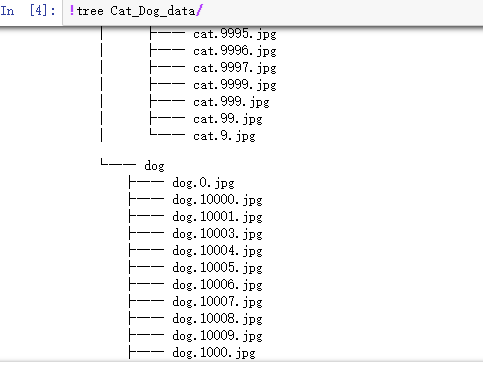 In [4]: !tree Cat_Dog_data/
│   ├── cat.9995.jpg
│   ├── cat.9996.jpg
│   ├── cat.9997.jpg
│   ├── cat.9999.jpg
│   ├── cat.999.jpg
│   ├── cat.99.jpg
│   └── cat.9.jpg
└── dog
    ├── dog.0.jpg
    ├── dog.10000.jpg
    ├── dog.10001.jpg
    ├── dog.10003.jpg
    ├── dog.10004.jpg
    ├── dog.10005.jpg
    ├── dog.10006.jpg
    ├── dog.10007.jpg
    ├── dog.10008.jpg
    ├── dog.10009.jpg
    ├── dog.1000.jpg